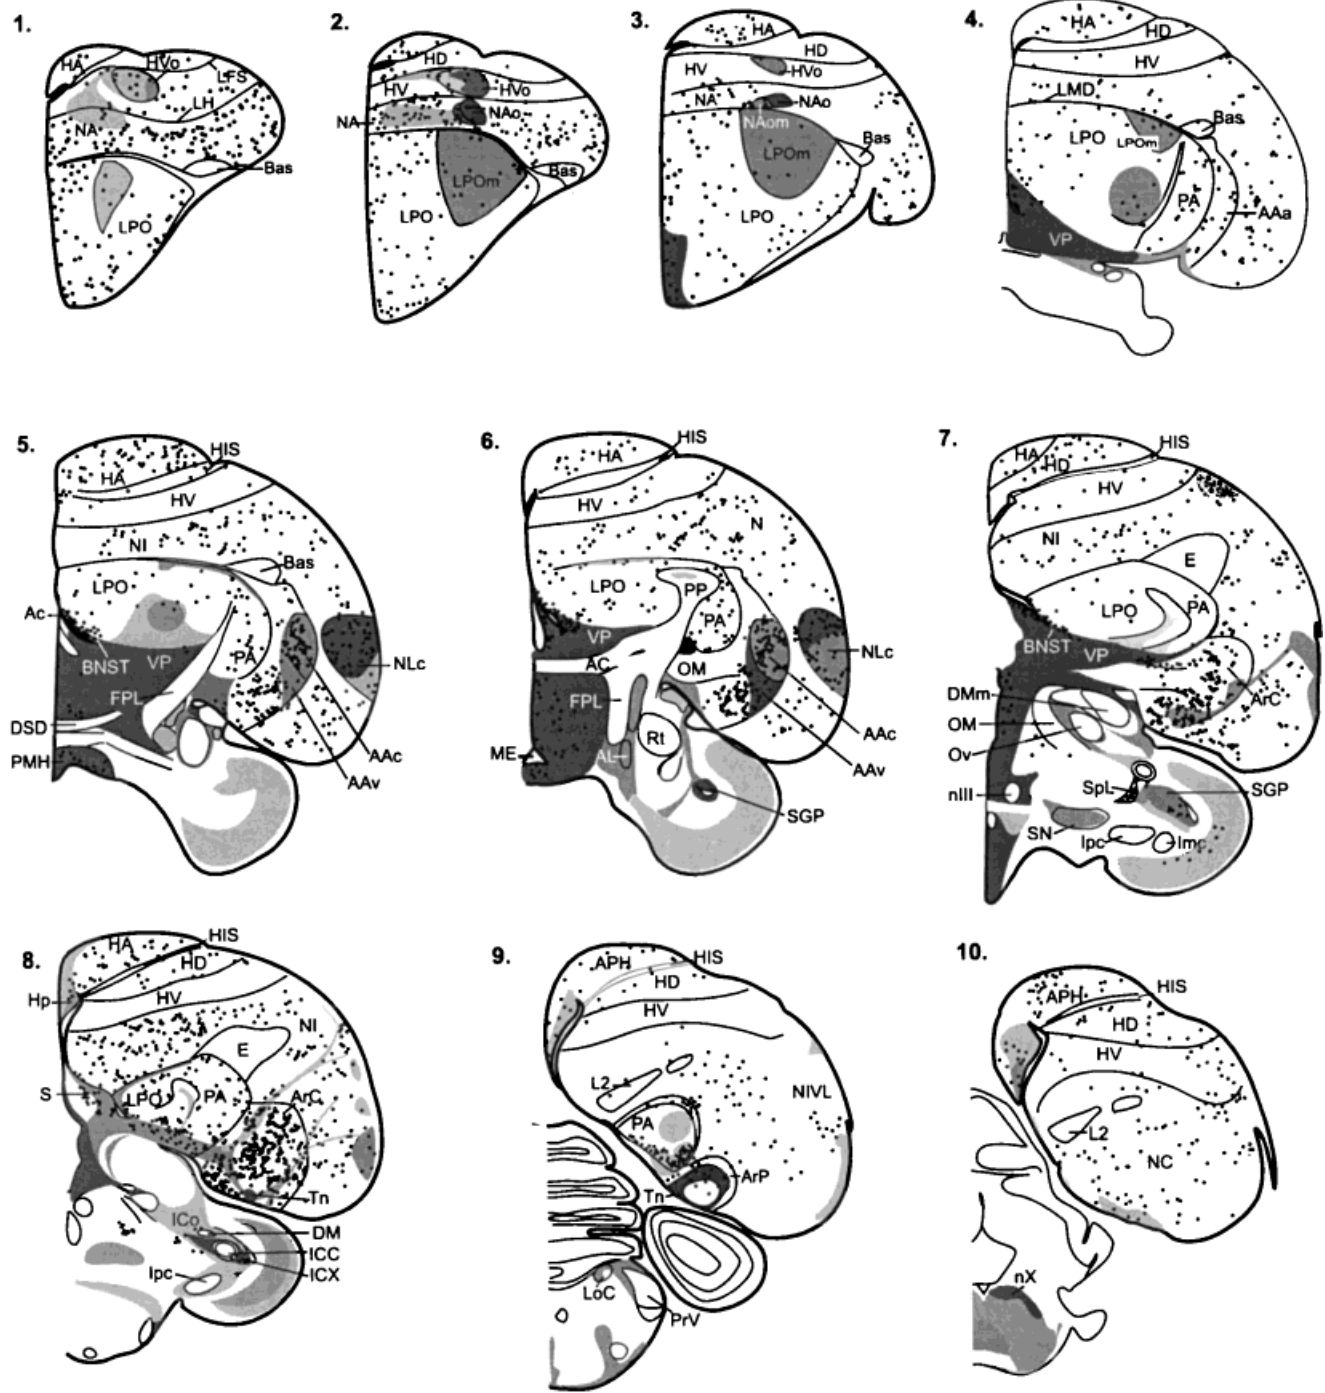 1.
HA
HVo
LFS
LH
NA
Bas
LPO
2.
HD
HV
HVo
NA
NAo
LPOm
Bas
LPO
3.
HA
HD
HV
HVo
NA
NAo
NAom
Bas
LPOm
LPO
4.
HA
HD
HV
LMD
LPO
LPOm
Bas
PA
AAa
VP
5.
HIS
HA
HV
NI
Bas
LPO
Ac
BNST
VP
PA
NLc
FPL
DSD
PMH
AAc
AAv
6.
HIS
HA
HV
N
LPO
PP
PA
VP
AC
OM
NLc
FPL
Rt
ME
AL
AAc
AAv
SGP
7.
HIS
HA
HD
HV
NI
E
LPO
PA
BNST
VP
DMm
ArC
OM
Ov
nIII
SpL
SGP
SN
Ipc
Imc
8.
HA
HIS
HD
Hp
HV
NI
E
S
LPO
PA
ArC
Tn
ICo
DM
ICC
ICX
Ipc
9.
APH
HIS
HD
HV
L2
NIVL
PA
ArP
Tn
LoC
PrV
10.
APH
HIS
HD
HV
L2
NC
nX